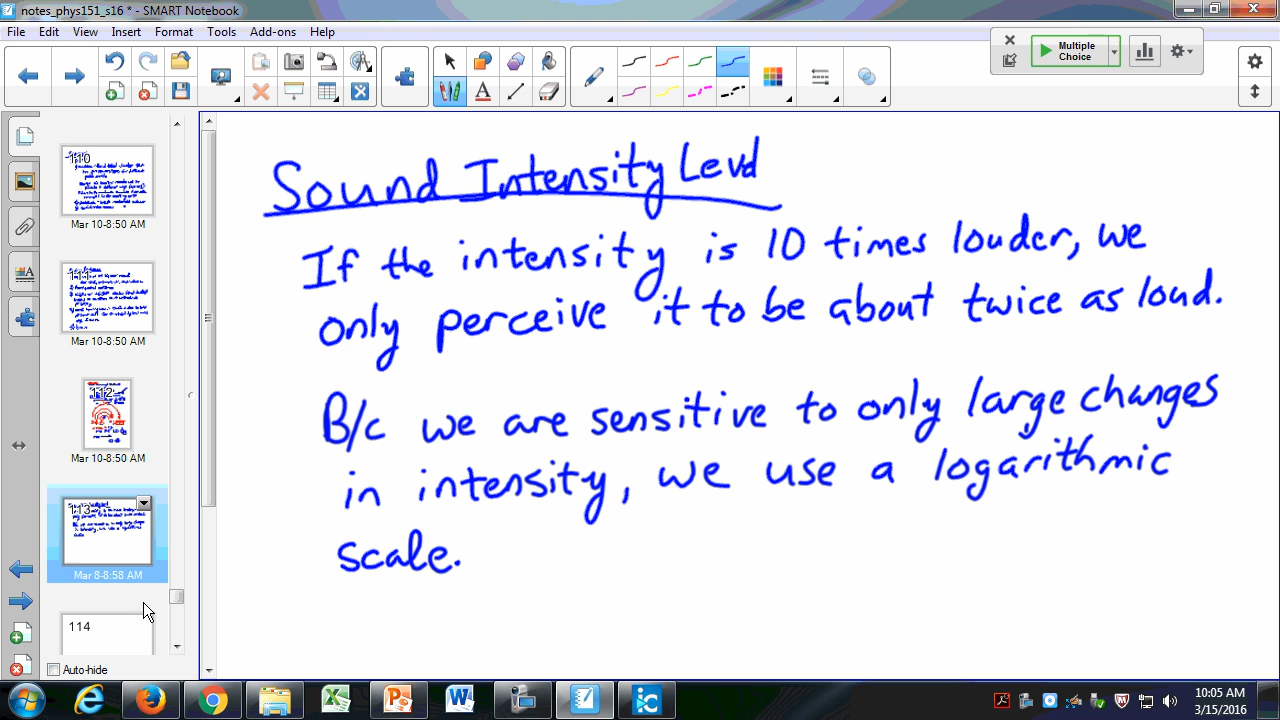 notes_phys151_s16 * - SMART Notebook
File Edit View Insert Format Tools Add-ons Help
Multiple
Choice
110
Mar 10-8:50 AM
Mar 10-8:50 AM
112
Mar 10-8:50 AM
113
Mar 8-8:58 AM
114
Auto-hide
Sound Intensity Level
If the intensity is 10 times louder, we
only perceive it to be about twice as loud.
B/c we are sensitive to only large changes
in intensity, we use a logarithmic
scale.
10:05 AM
3/15/2016